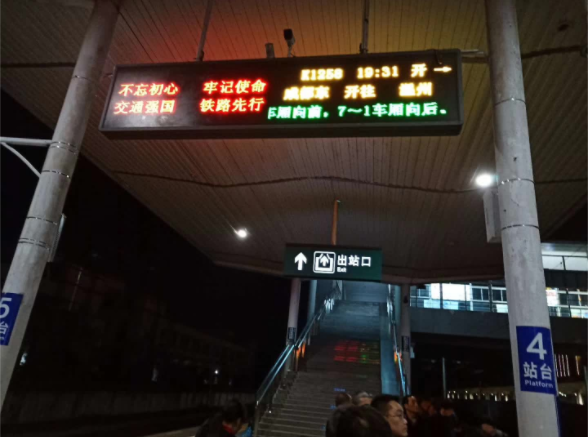 不忘初心 牢记使命
交通强国 铁路先行
K1258 19:31 开 →
成都东 开往 温州
车厢向前，7～1车厢向后。
出站口
Exit
5
站台
4
站台
Platform